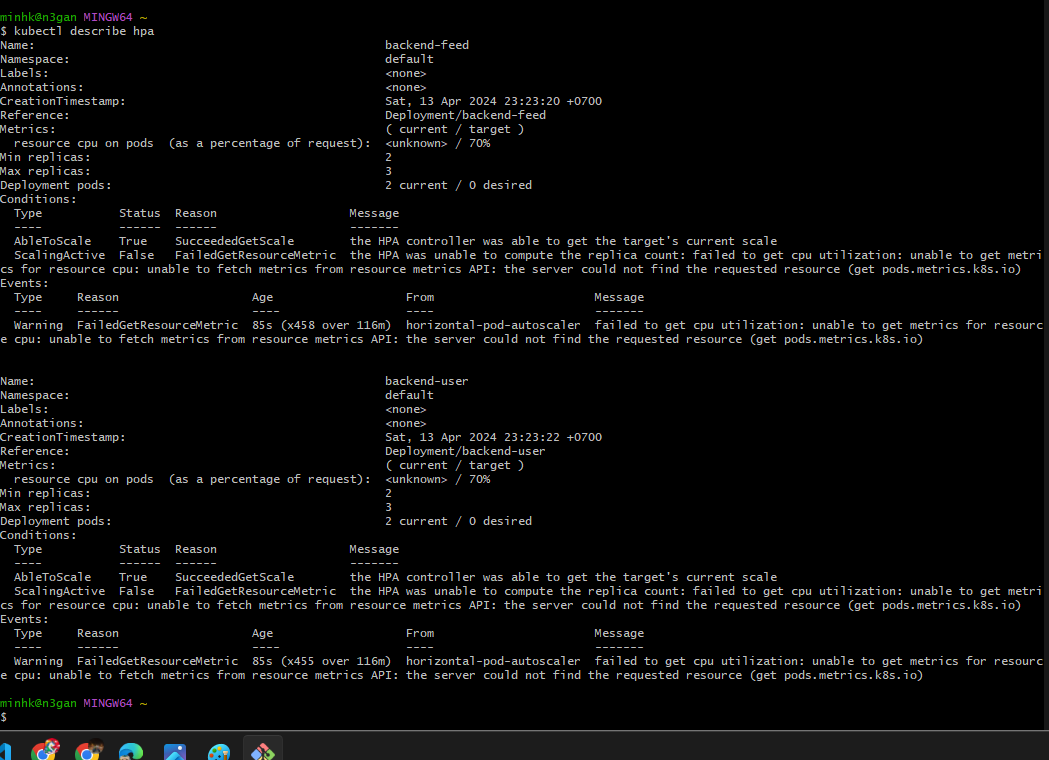 minhk@n3gan MINGW64 ~
$ kubectl describe hpa
Name:                                                  backend-feed
Namespace:                                             default
Labels:                                                <none>
Annotations:                                           <none>
CreationTimestamp:                                     Sat, 13 Apr 2024 23:23:20 +0700
Reference:                                             Deployment/backend-feed
Metrics:                                               ( current / target )
  resource cpu on pods  (as a percentage of request):  <unknown> / 70%
Min replicas:                                          2
Max replicas:                                          3
Deployment pods:                                       2 current / 0 desired
Conditions:
  Type           Status  Reason                   Message
  ----           ------  ------                   -------
  AbleToScale    True    SucceededGetScale        the HPA controller was able to get the target's current scale
  ScalingActive  False   FailedGetResourceMetric  the HPA was unable to compute the replica count: failed to get cpu utilization: unable to get metri
cs for resource cpu: unable to fetch metrics from resource metrics API: the server could not find the requested resource (get pods.metrics.k8s.io)
Events:
  Type     Reason                   Age                   From                       Message
  ----     ------                   ----                  ----                       -------
  Warning  FailedGetResourceMetric  85s (x458 over 116m)  horizontal-pod-autoscaler  failed to get cpu utilization: unable to get metrics for resourc
e cpu: unable to fetch metrics from resource metrics API: the server could not find the requested resource (get pods.metrics.k8s.io)
Name:                                                  backend-user
Namespace:                                             default
Labels:                                                <none>
Annotations:                                           <none>
CreationTimestamp:                                     Sat, 13 Apr 2024 23:23:22 +0700
Reference:                                             Deployment/backend-user
Metrics:                                               ( current / target )
  resource cpu on pods  (as a percentage of request):  <unknown> / 70%
Min replicas:                                          2
Max replicas:                                          3
Deployment pods:                                       2 current / 0 desired
Conditions:
  Type           Status  Reason                   Message
  ----           ------  ------                   -------
  AbleToScale    True    SucceededGetScale        the HPA controller was able to get the target's current scale
  ScalingActive  False   FailedGetResourceMetric  the HPA was unable to compute the replica count: failed to get cpu utilization: unable to get metri
cs for resource cpu: unable to fetch metrics from resource metrics API: the server could not find the requested resource (get pods.metrics.k8s.io)
Events:
  Type     Reason                   Age                   From                       Message
  ----     ------                   ----                  ----                       -------
  Warning  FailedGetResourceMetric  85s (x455 over 116m)  horizontal-pod-autoscaler  failed to get cpu utilization: unable to get metrics for resourc
e cpu: unable to fetch metrics from resource metrics API: the server could not find the requested resource (get pods.metrics.k8s.io)
minhk@n3gan MINGW64 ~
$